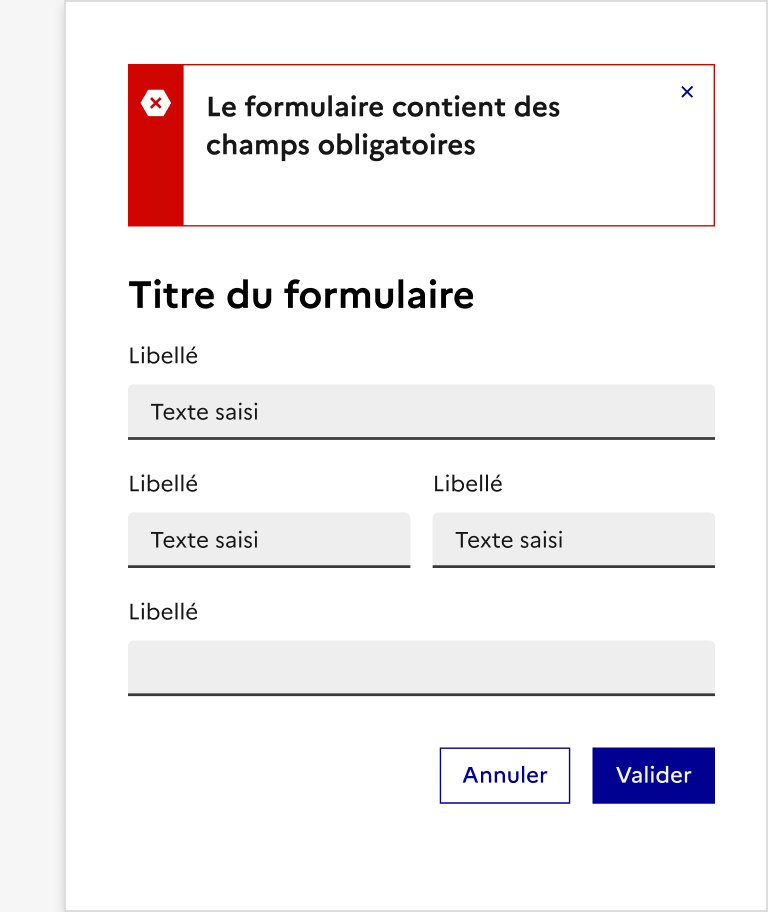 Le formulaire contient des
champs obligatoires
Titre du formulaire
Libellé
Texte saisi
Libellé
Libellé
Texte saisi
Texte saisi
Libellé
Annuler
Valider